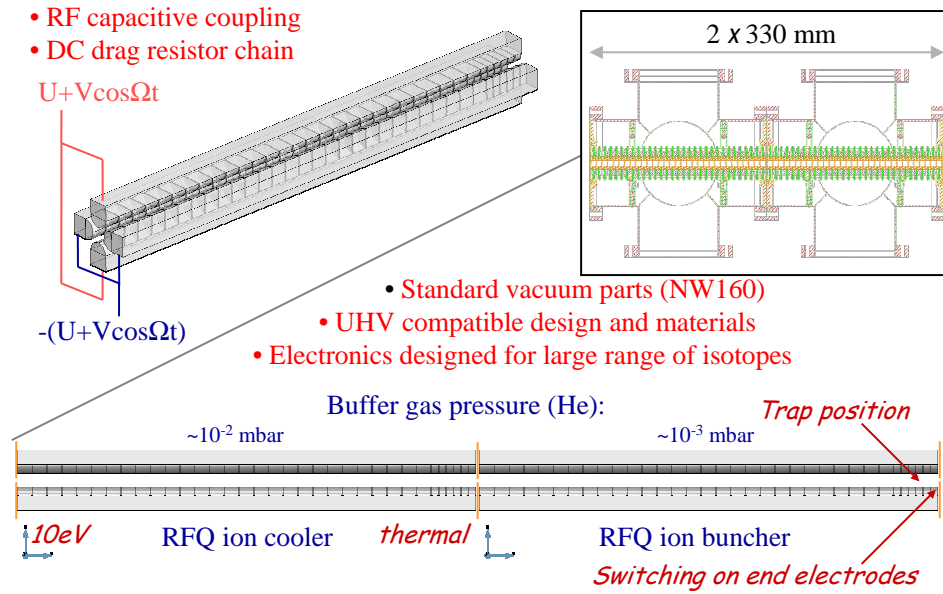 • RF capacitive coupling
• DC drag resistor chain
U+VcosΩt
-(U+VcosΩt)
2 x 330 mm
• Standard vacuum parts (NW160)
• UHV compatible design and materials
• Electronics designed for large range of isotopes
Buffer gas pressure (He):
~10⁻² mbar
~10⁻³ mbar
Trap position
10eV
RFQ ion cooler
thermal
RFQ ion buncher
Switching on end electrodes